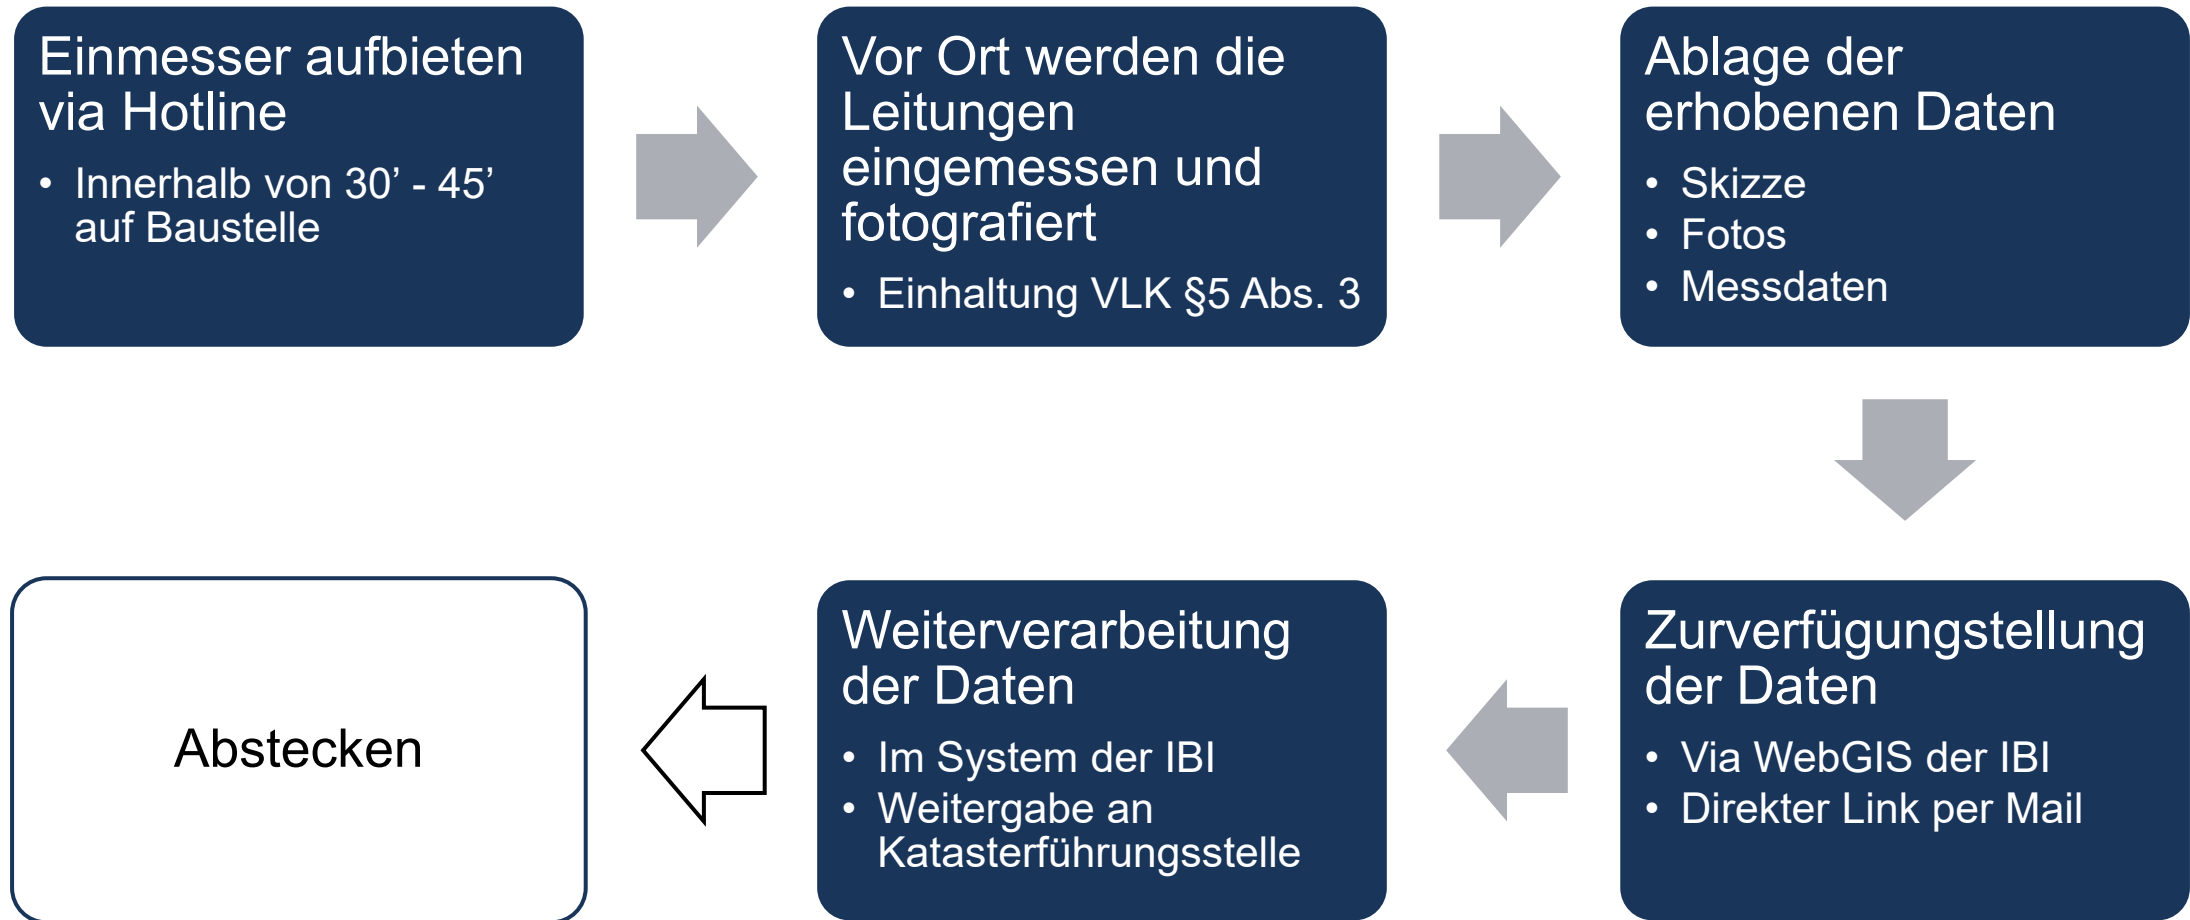 Einmesser aufbieten
via Hotline
• Innerhalb von 30’ - 45’
auf Baustelle
Vor Ort werden die
Leitungen
eingemessen und
fotografiert
• Einhaltung VLK §5 Abs. 3
Ablage der
erhobenen Daten
• Skizze
• Fotos
• Messdaten
Zurverfügungstellung
der Daten
• Via WebGIS der IBI
• Direkter Link per Mail
Weiterverarbeitung
der Daten
• Im System der IBI
• Weitergabe an
Katasterführungsstelle
Abstecken